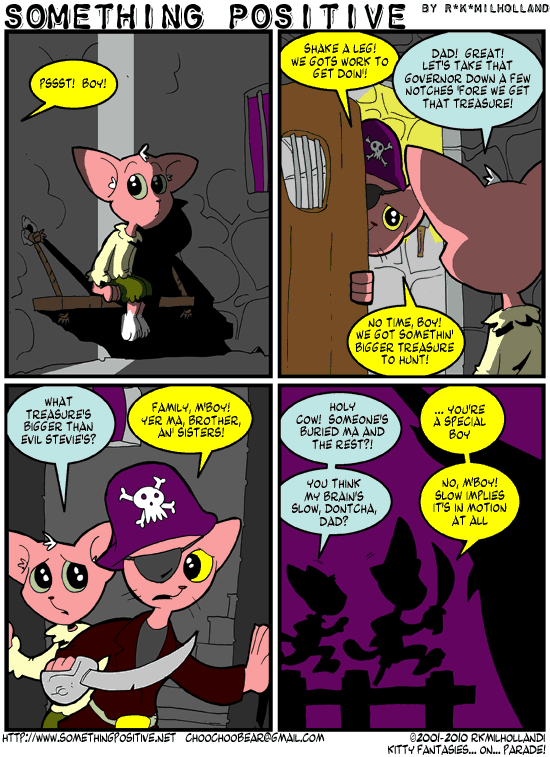 SOMETHING POSITIVE BY R*K*MILHOLLAND
PSSST! BOY!
SHAKE A LEG!
WE GOTS WORK TO
GET DOIN'!
DAD! GREAT!
LET'S TAKE THAT
GOVERNOR DOWN A FEW
NOTCHES 'FORE WE GET
THAT TREASURE!
NO TIME, BOY!
WE GOT SOMETHIN'
BIGGER TREASURE
TO HUNT!
WHAT
TREASURE'S
BIGGER THAN
EVIL STEVIE'S?
FAMILY, M'BOY!
YER MA, BROTHER,
AN' SISTERS!
HOLY
COW! SOMEONE'S
BURIED MA AND
THE REST?!
... YOU'RE
A SPECIAL
BOY
YOU THINK
MY BRAIN'S
SLOW, DONTCHA,
DAD?
NO, M'BOY!
SLOW IMPLIES
IT'S IN MOTION
AT ALL
HTTP://WWW.SOMETHINGPOSITIVE.NET CHOOCHOOBEAR@GMAIL.COM
©2001-2010 RKMILHOLLAND!
KITTY FANTASIES... ON... PARADE!